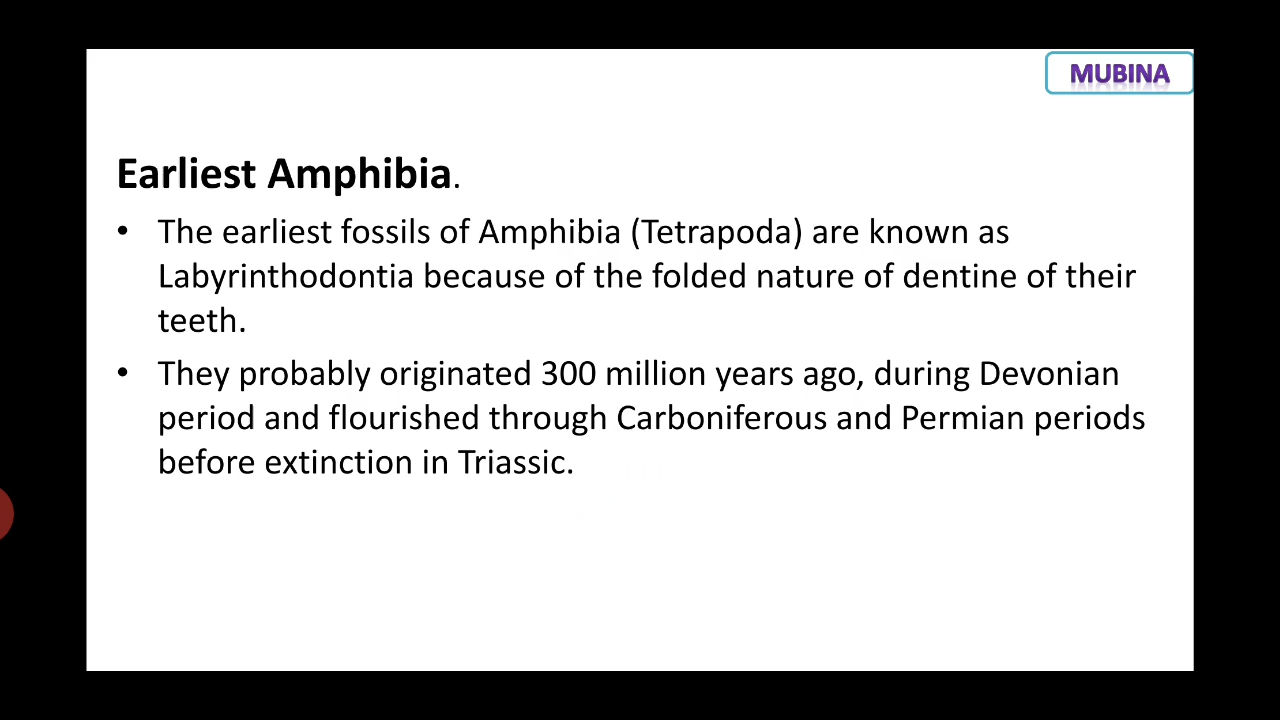 MUBINA
Earliest Amphibia.
• The earliest fossils of Amphibia (Tetrapoda) are known as
Labyrinthodontia because of the folded nature of dentine of their
teeth.
• They probably originated 300 million years ago, during Devonian
period and flourished through Carboniferous and Permian periods
before extinction in Triassic.